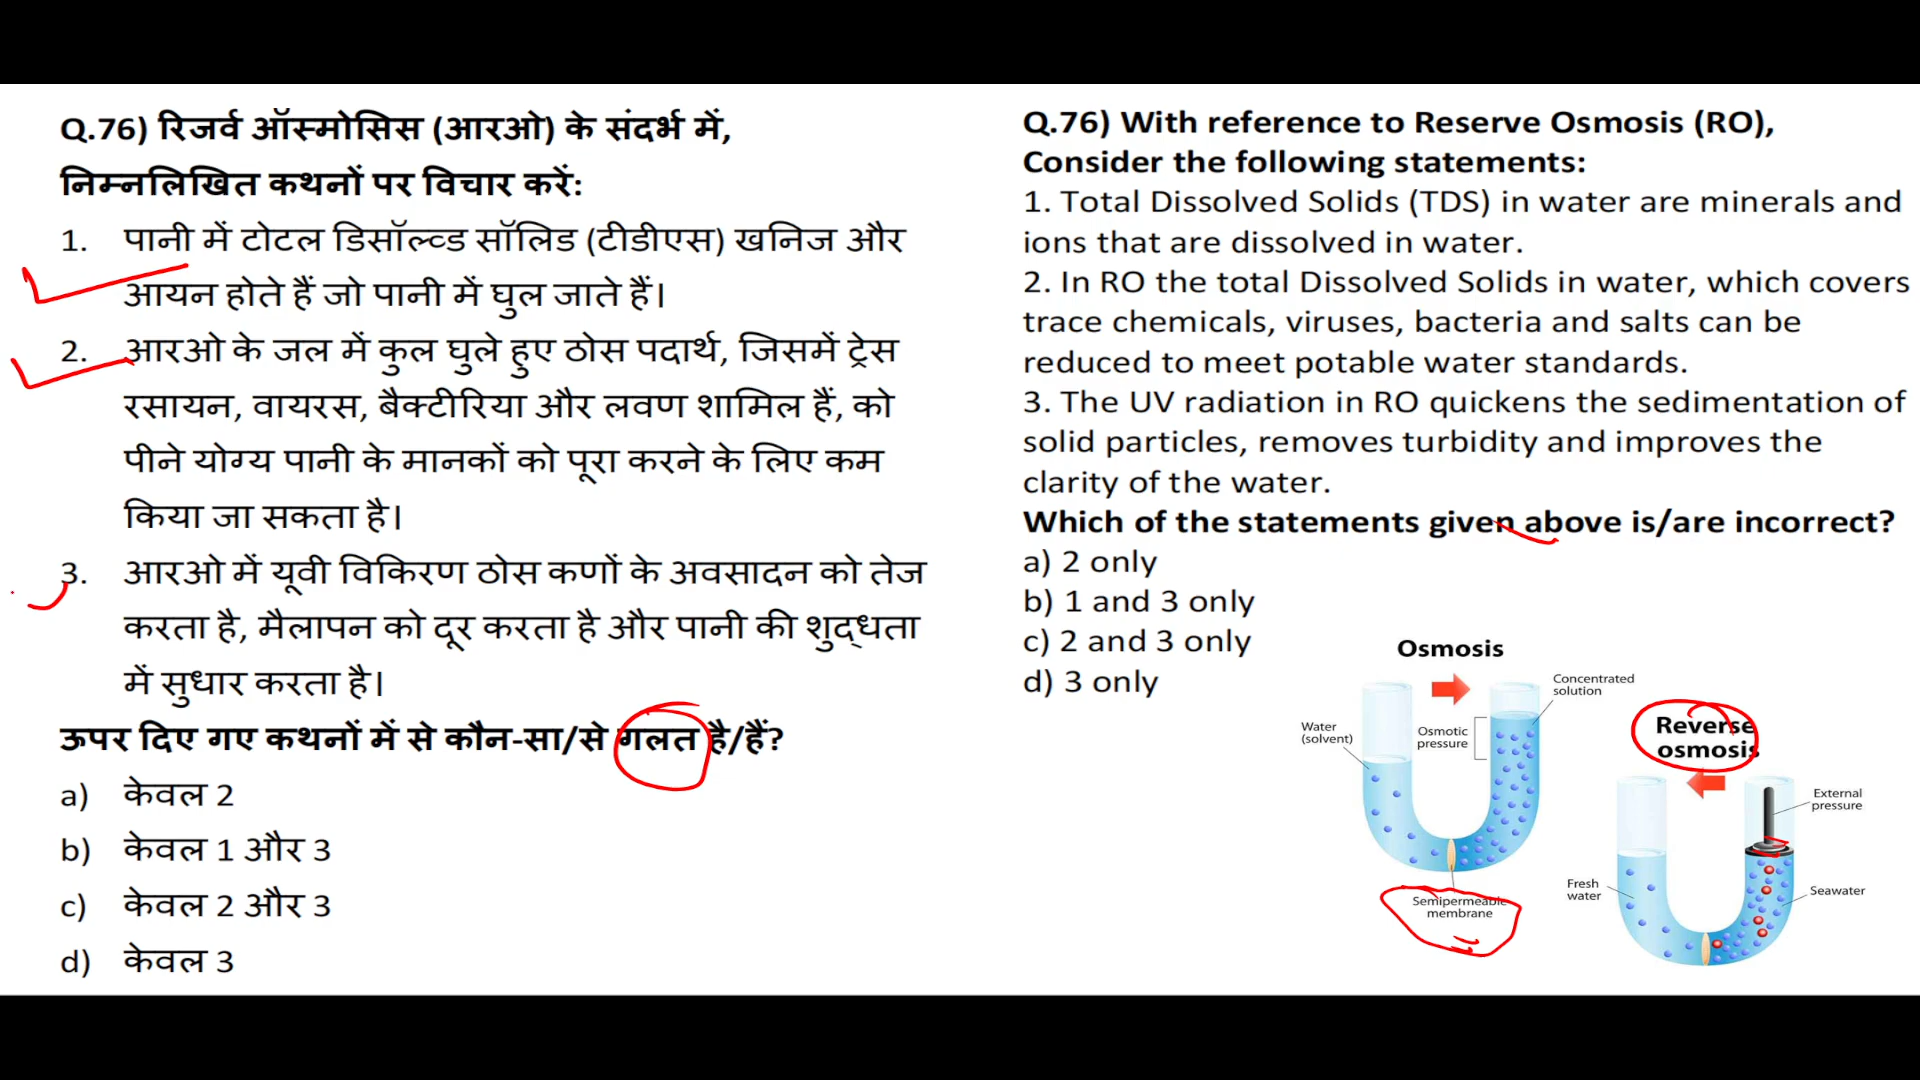 Q.76) रिजर्व ऑस्मोसिस (आरओ) के संदर्भ में,
निम्नलिखित कथनों पर विचार करें:
1. पानी में टोटल डिसॉल्व्ड सॉलिड (टीडीएस) खनिज और
आयन होते हैं जो पानी में घुल जाते हैं।
2. आरओ के जल में कुल घुले हुए ठोस पदार्थ, जिसमें ट्रेस
रसायन, वायरस, बैक्टीरिया और लवण शामिल हैं, को
पीने योग्य पानी के मानकों को पूरा करने के लिए कम
किया जा सकता है।
3. आरओ में यूवी विकिरण ठोस कणों के अवसादन को तेज
करता है, मैलापन को दूर करता है और पानी की शुद्धता
में सुधार करता है।
ऊपर दिए गए कथनों में से कौन-सा/से गलत है/हैं?
a) केवल 2
b) केवल 1 और 3
c) केवल 2 और 3
d) केवल 3
Q.76) With reference to Reserve Osmosis (RO),
Consider the following statements:
1. Total Dissolved Solids (TDS) in water are minerals and
ions that are dissolved in water.
2. In RO the total Dissolved Solids in water, which covers
trace chemicals, viruses, bacteria and salts can be
reduced to meet potable water standards.
3. The UV radiation in RO quickens the sedimentation of
solid particles, removes turbidity and improves the
clarity of the water.
Which of the statements given above is/are incorrect?
a) 2 only
b) 1 and 3 only
c) 2 and 3 only
d) 3 only
Osmosis
Concentrated
solution
Water
(solvent)
Osmotic
pressure
Semipermeable
membrane
Reverse
osmosis
External
pressure
Fresh
water
Seawater